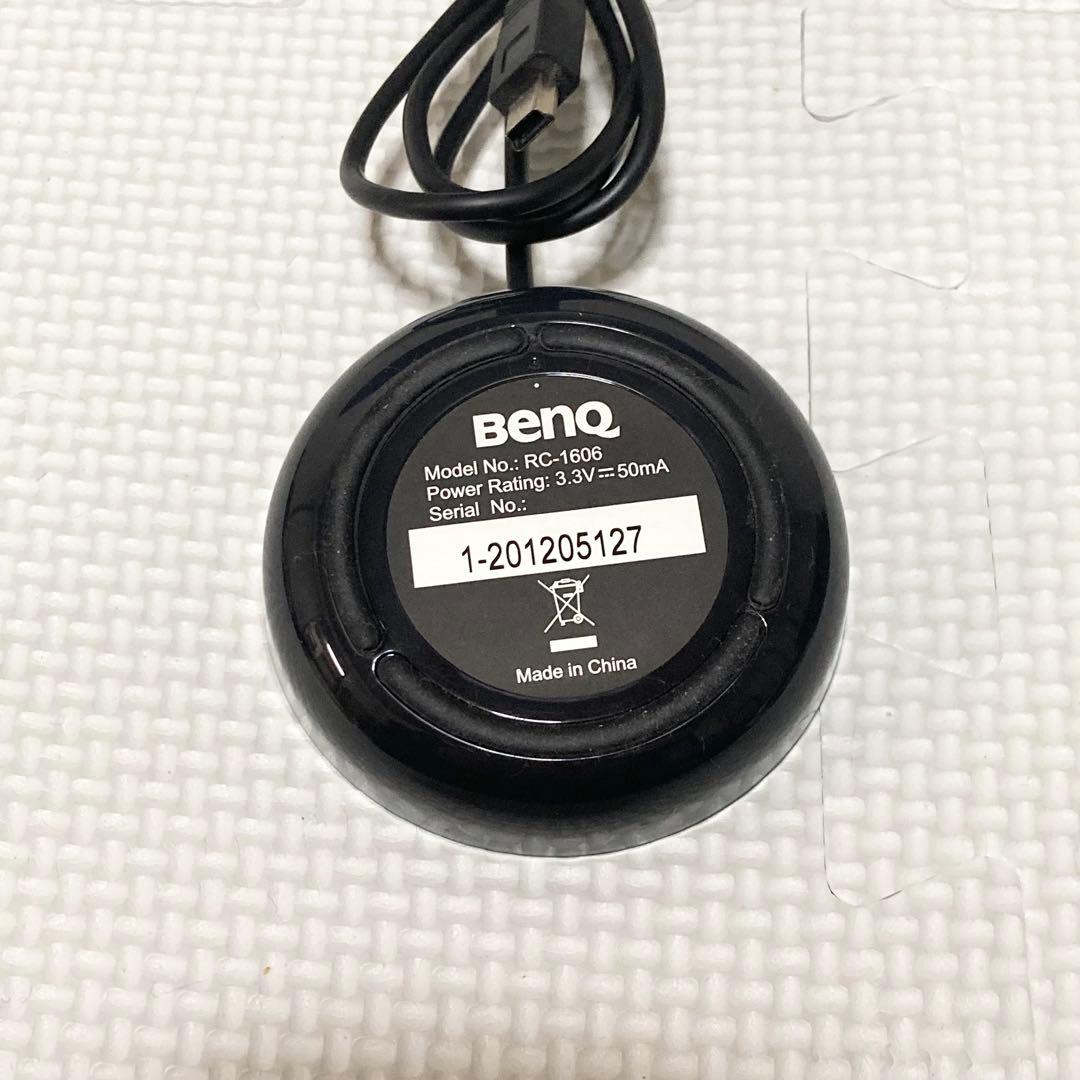 BenQ
Model No.: RC-1606
Power Rating: 3.3V⎓50mA
Serial No.:
1-201205127
Made in China